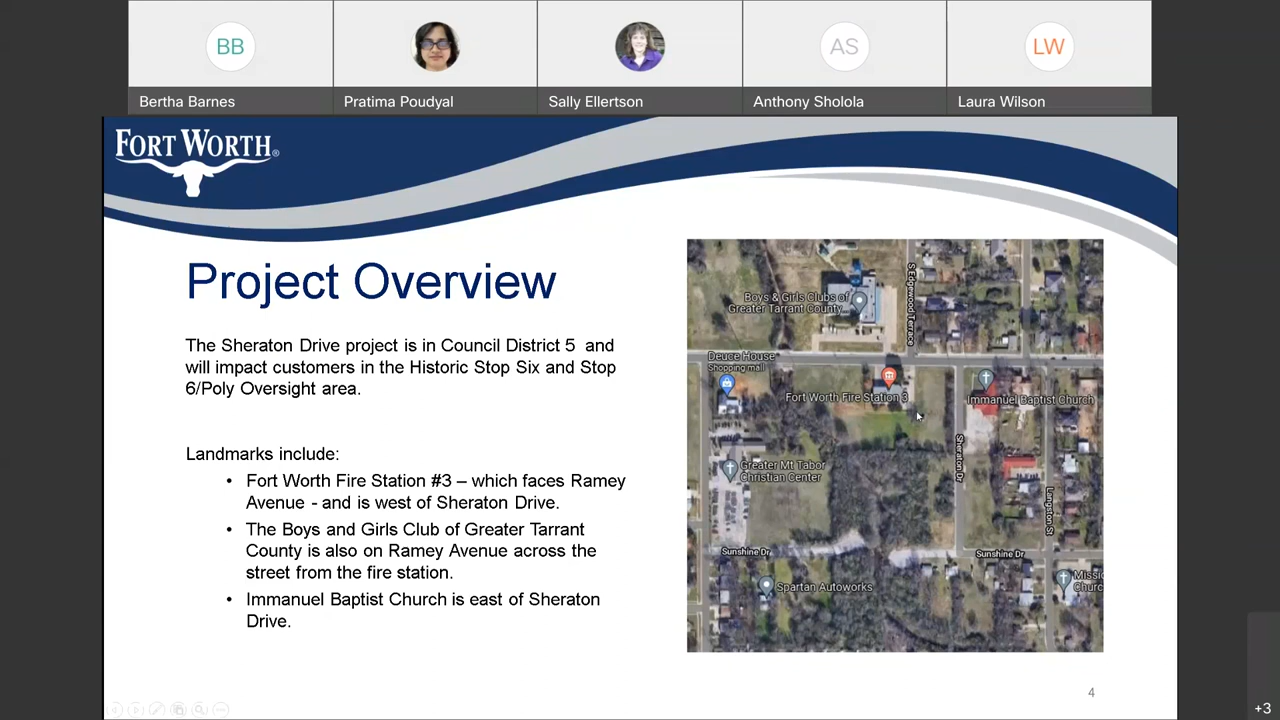 BB
AS
LW
Bertha Barnes
Pratima Poudyal
Sally Ellertson
Anthony Sholola
Laura Wilson
FORT WORTH®
Project Overview
The Sheraton Drive project is in Council District 5 and
will impact customers in the Historic Stop Six and Stop
6/Poly Oversight area.
Landmarks include:
• Fort Worth Fire Station #3 – which faces Ramey
Avenue - and is west of Sheraton Drive.
• The Boys and Girls Club of Greater Tarrant
County is also on Ramey Avenue across the
street from the fire station.
• Immanuel Baptist Church is east of Sheraton
Drive.
Boys & Girls Clubs of
Greater Tarrant County...
S Edgewood Terrace
Deuce House
Shopping mall
Fort Worth Fire Station 3
Immanuel Baptist Church
Sheraton Dr
Greater Mt Tabor
Christian Center
Langston St
Sunshine Dr
Sunshine Dr
Spartan Autoworks
Missio
Churc
4
+3